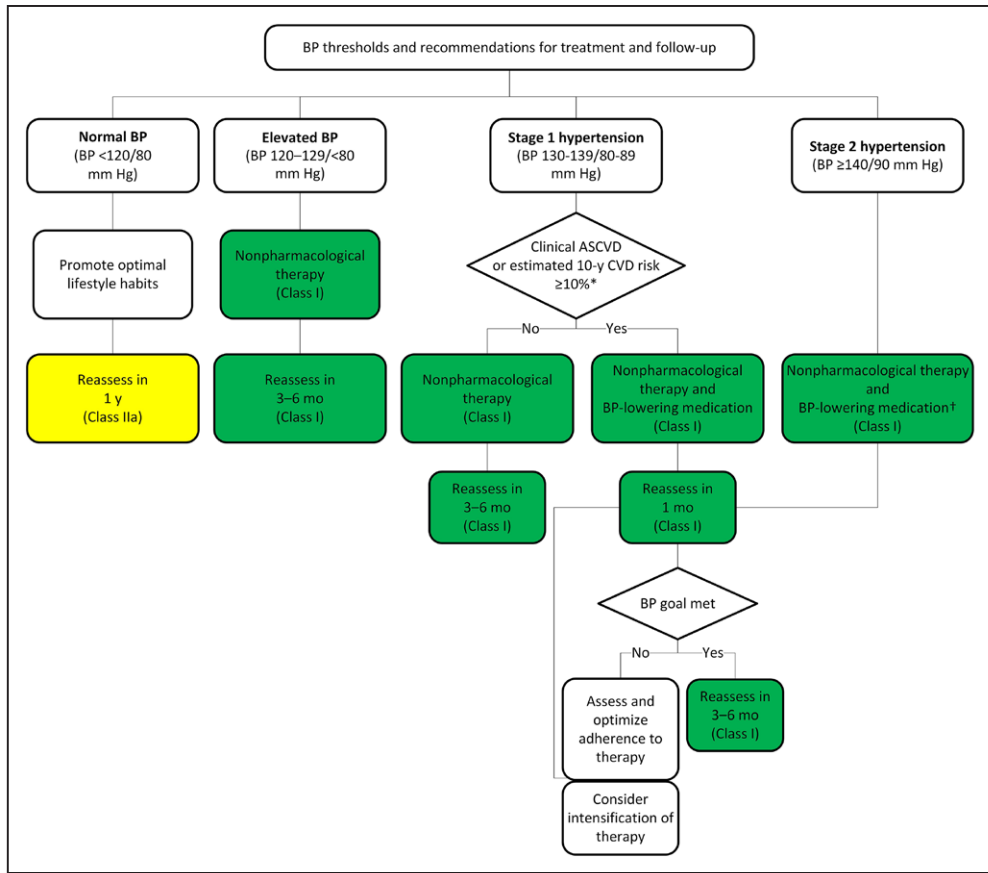 BP thresholds and recommendations for treatment and follow-up
Normal BP
(BP <120/80
mm Hg)
Elevated BP
(BP 120–129/<80
mm Hg)
Stage 1 hypertension
(BP 130-139/80-89
mm Hg)
Stage 2 hypertension
(BP ≥140/90 mm Hg)
Promote optimal
lifestyle habits
Nonpharmacological
therapy
(Class I)
Clinical ASCVD
or estimated 10-y CVD risk
≥10%*
No
Yes
Reassess in
1 y
(Class IIa)
Reassess in
3–6 mo
(Class I)
Nonpharmacological
therapy
(Class I)
Nonpharmacological
therapy and
BP-lowering medication
(Class I)
Nonpharmacological therapy
and
BP-lowering medication†
(Class I)
Reassess in
3–6 mo
(Class I)
Reassess in
1 mo
(Class I)
BP goal met
No
Yes
Assess and
optimize
adherence to
therapy
Reassess in
3–6 mo
(Class I)
Consider
intensification of
therapy